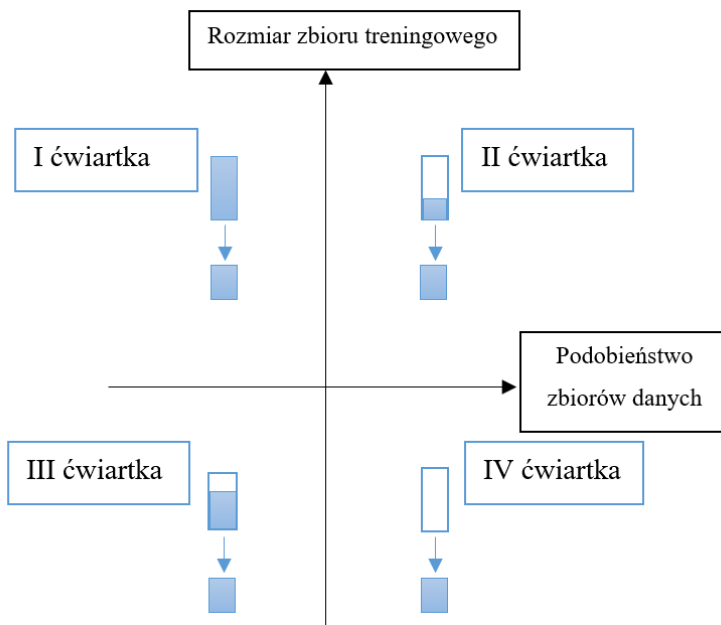 Rozmiar zbioru treningowego
I ćwiartka
II ćwiartka
Podobieństwo
zbiorów danych
III ćwiartka
IV ćwiartka